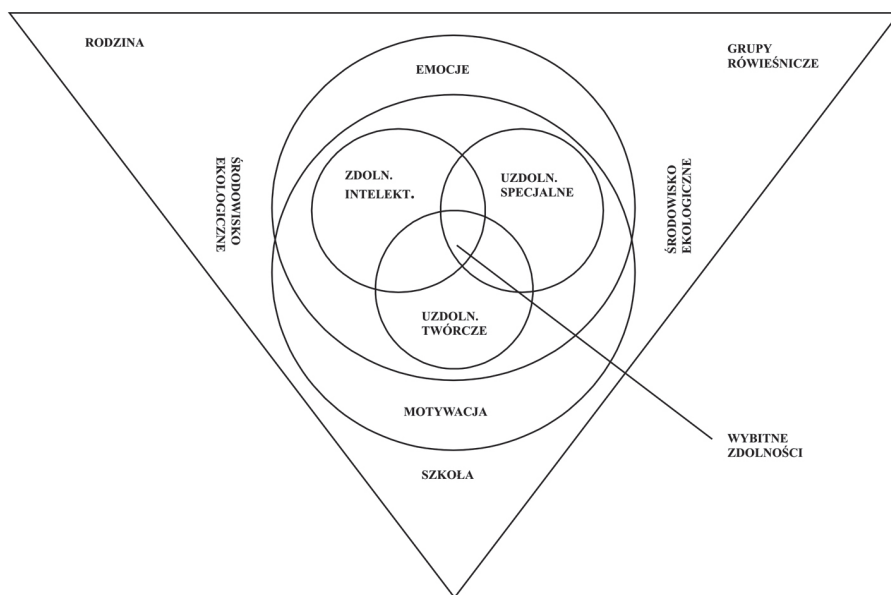 RODZINA
GRUPY
RÓWIEŚNICZE
EMOCJE
ŚRODOWISKO
EKOLOGICZNE
ZDOLN.
INTELEKT.
UZDOLN.
SPECJALNE
ŚRODOWISKO
EKOLOGICZNE
UZDOLN.
TWÓRCZE
MOTYWACJA
WYBITNE
ZDOLNOŚCI
SZKOŁA